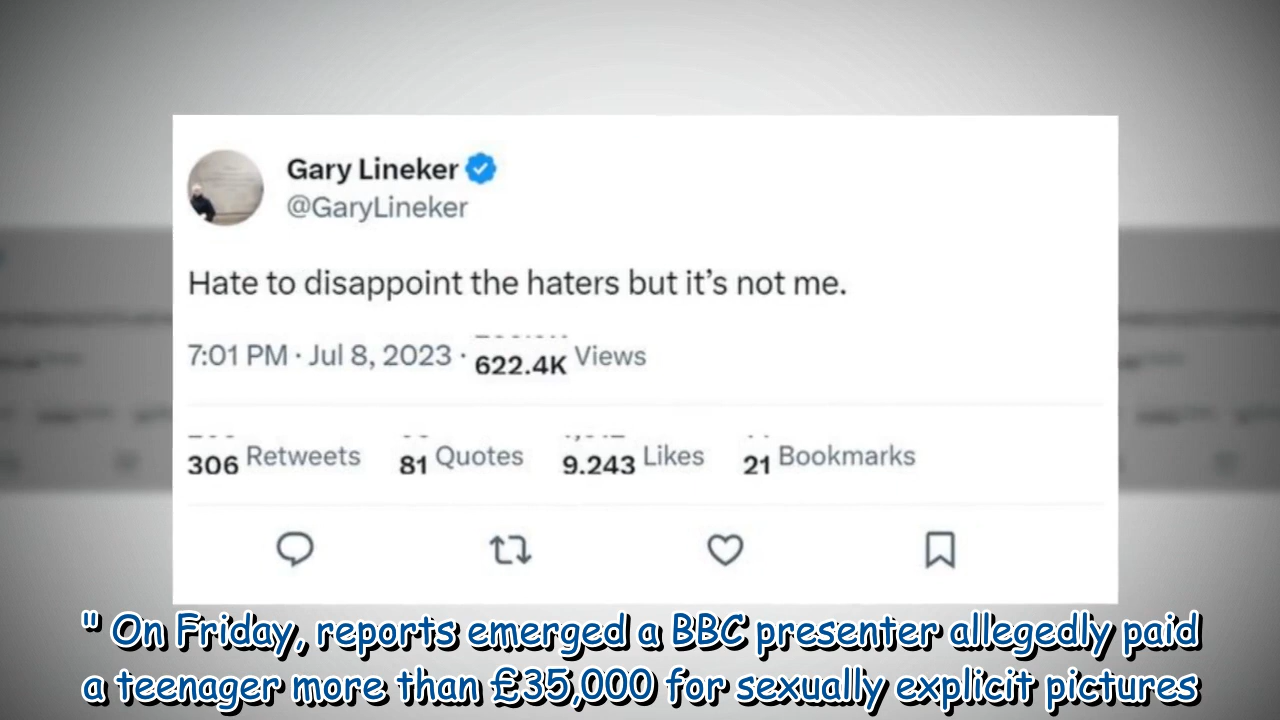 Gary Lineker
@GaryLineker
Hate to disappoint the haters but it’s not me.
7:01 PM · Jul 8, 2023 · 622.4K Views
306 Retweets 81 Quotes 9.243 Likes 21 Bookmarks
" On Friday, reports emerged a BBC presenter allegedly paid
a teenager more than £35,000 for sexually explicit pictures